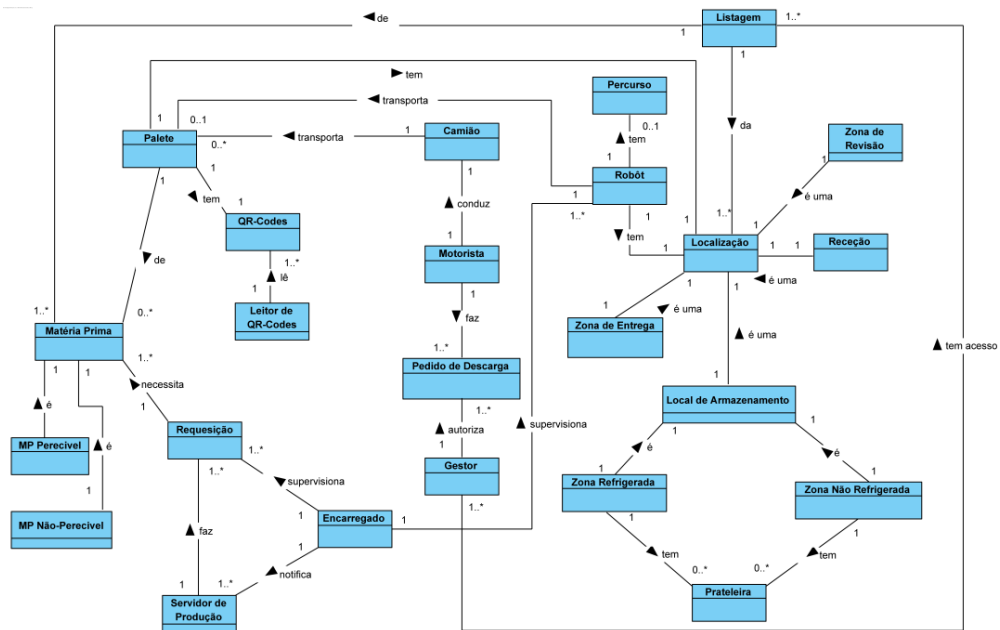 ◄ de
Listagem
1..*
1
1
► tem
Percurso
◄ transporta
1
0..1
Palete
0..*
◄ transporta
1
Camião
0..1
▲ tem
1
▼ da
Zona de
Revisão
1
1
1
Robôt
1
▼ tem
1
QR-Codes
▲ conduz
1
1..*
1
▼ tem
1
1
1..*
◄ é uma
1
Localização
1
1
Receção
▼ de
1..*
▲ lê
1
Leitor de
QR-Codes
1
Motorista
1
▼ faz
1
◄ é uma
1
1
► é uma
1
Zona de Entrega
1..*
0..*
Matéria Prima
1..*
▲ é uma
▲ tem acesso
1
1
◄ necessita
1
1..*
Pedido de Descarga
1..*
1
Local de Armazenamento
1
1
▲ é
MP Perecivel
▲ é
1
MP Não-Perecivel
Requesição
1..*
1..*
▲ autoriza
1
Gestor
1..*
▲ supervisiona
► é
1
Zona Refrigerada
1
◄ é
1
Zona Não Refrigerada
1
◄ supervisiona
1
Encarregado
1
1
▲ faz
1
◄ notifica
1..*
Servidor de
Produção
► tem
0..*
◄ tem
0..*
Prateleira